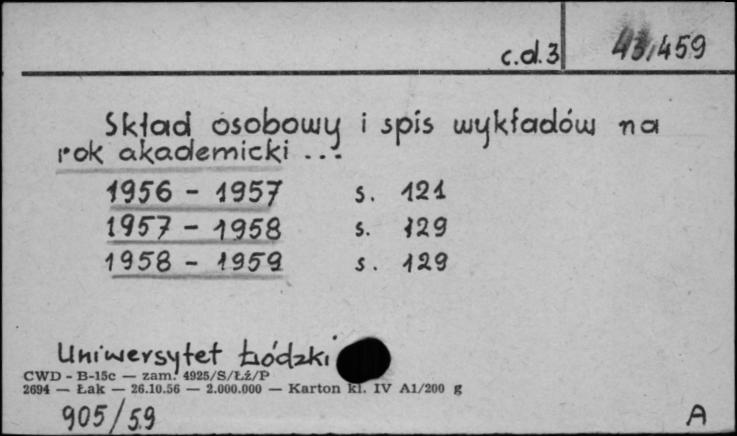 c.d.3 43,459
Skład osobowy i spis wykładów na
rok akademicki ...
1956 - 1957 s. 121
1957 - 1958 s. 129
1958 - 1959 s. 129
Uniwersytet Łódzki
CWD - B-15c — zam. 4925/S/Łź/P
2694 — Łak — 26.10.56 — 2.000.000 — Karton kl. IV A1/200 g
905/59 A